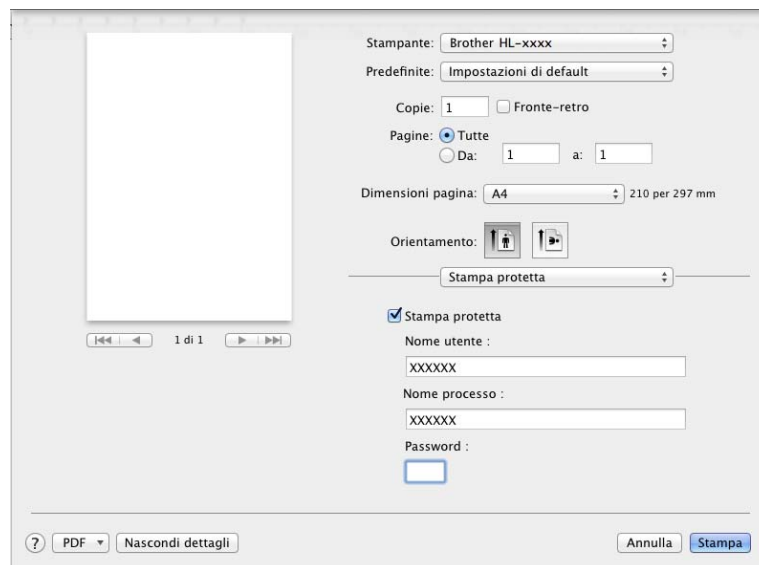 Stampante: Brother HL-xxxx
Predefinite: Impostazioni di default
Copie: 1 Fronte-retro
Pagine: Tutte
Da: 1 a: 1
Dimensioni pagina: A4 210 per 297 mm
Orientamento:
Stampa protetta
Stampa protetta
1 di 1
Nome utente :
XXXXXX
Nome processo :
XXXXXX
Password :
? PDF Nascondi dettagli Annulla Stampa